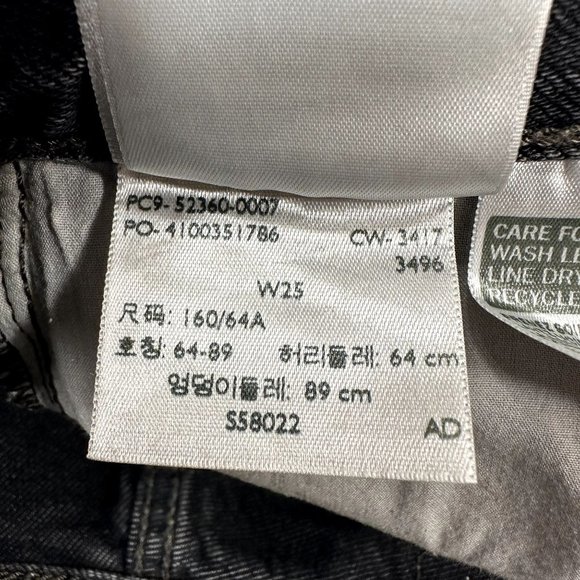 PC9- 52360-0007
PO- 4100351786 CW- 3417
3496
W25
尺码: 160/64A
호칭: 64-89 허리둘레: 64 cm
엉덩이둘레: 89 cm
S58022 AD
CARE FO
WASH LE
LINE DRY
RECYCLE